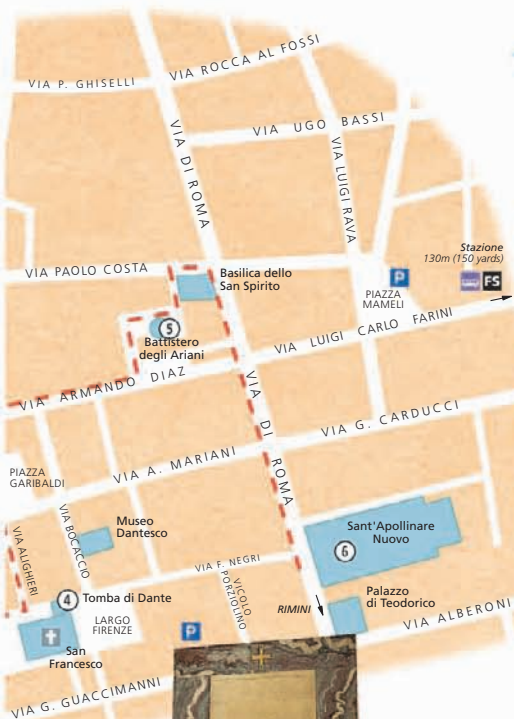 VIA ROCCA AL FOSSI
VIA P. GHISELLI
VIA UGO BASSI
VIA DI ROMA
VIA LUIGI RAVA
Stazione
130m (150 yards)
VIA PAOLO COSTA
Basilica dello
San Spirito
P
FS
PIAZZA
MAMELI
5
Battistero
degli Ariani
VIA LUIGI CARLO FARINI
VIA ARMANDO DIAZ
VIA DI ROMA
VIA G. CARDUCCI
VIA A. MARIANI
PIAZZA
GARIBALDI
VIA BOCACCIO
Museo
Dantesco
Sant'Apollinare
Nuovo
6
VIA ALIGHIERI
VIA F. NEGRI
VICOLO
PORZIOLINO
4
Tomba di Dante
LARGO
FIRENZE
RIMINI
Palazzo
di Teodorico
P
VIA ALBERONI
San
Francesco
VIA G. GUACCIMANNI